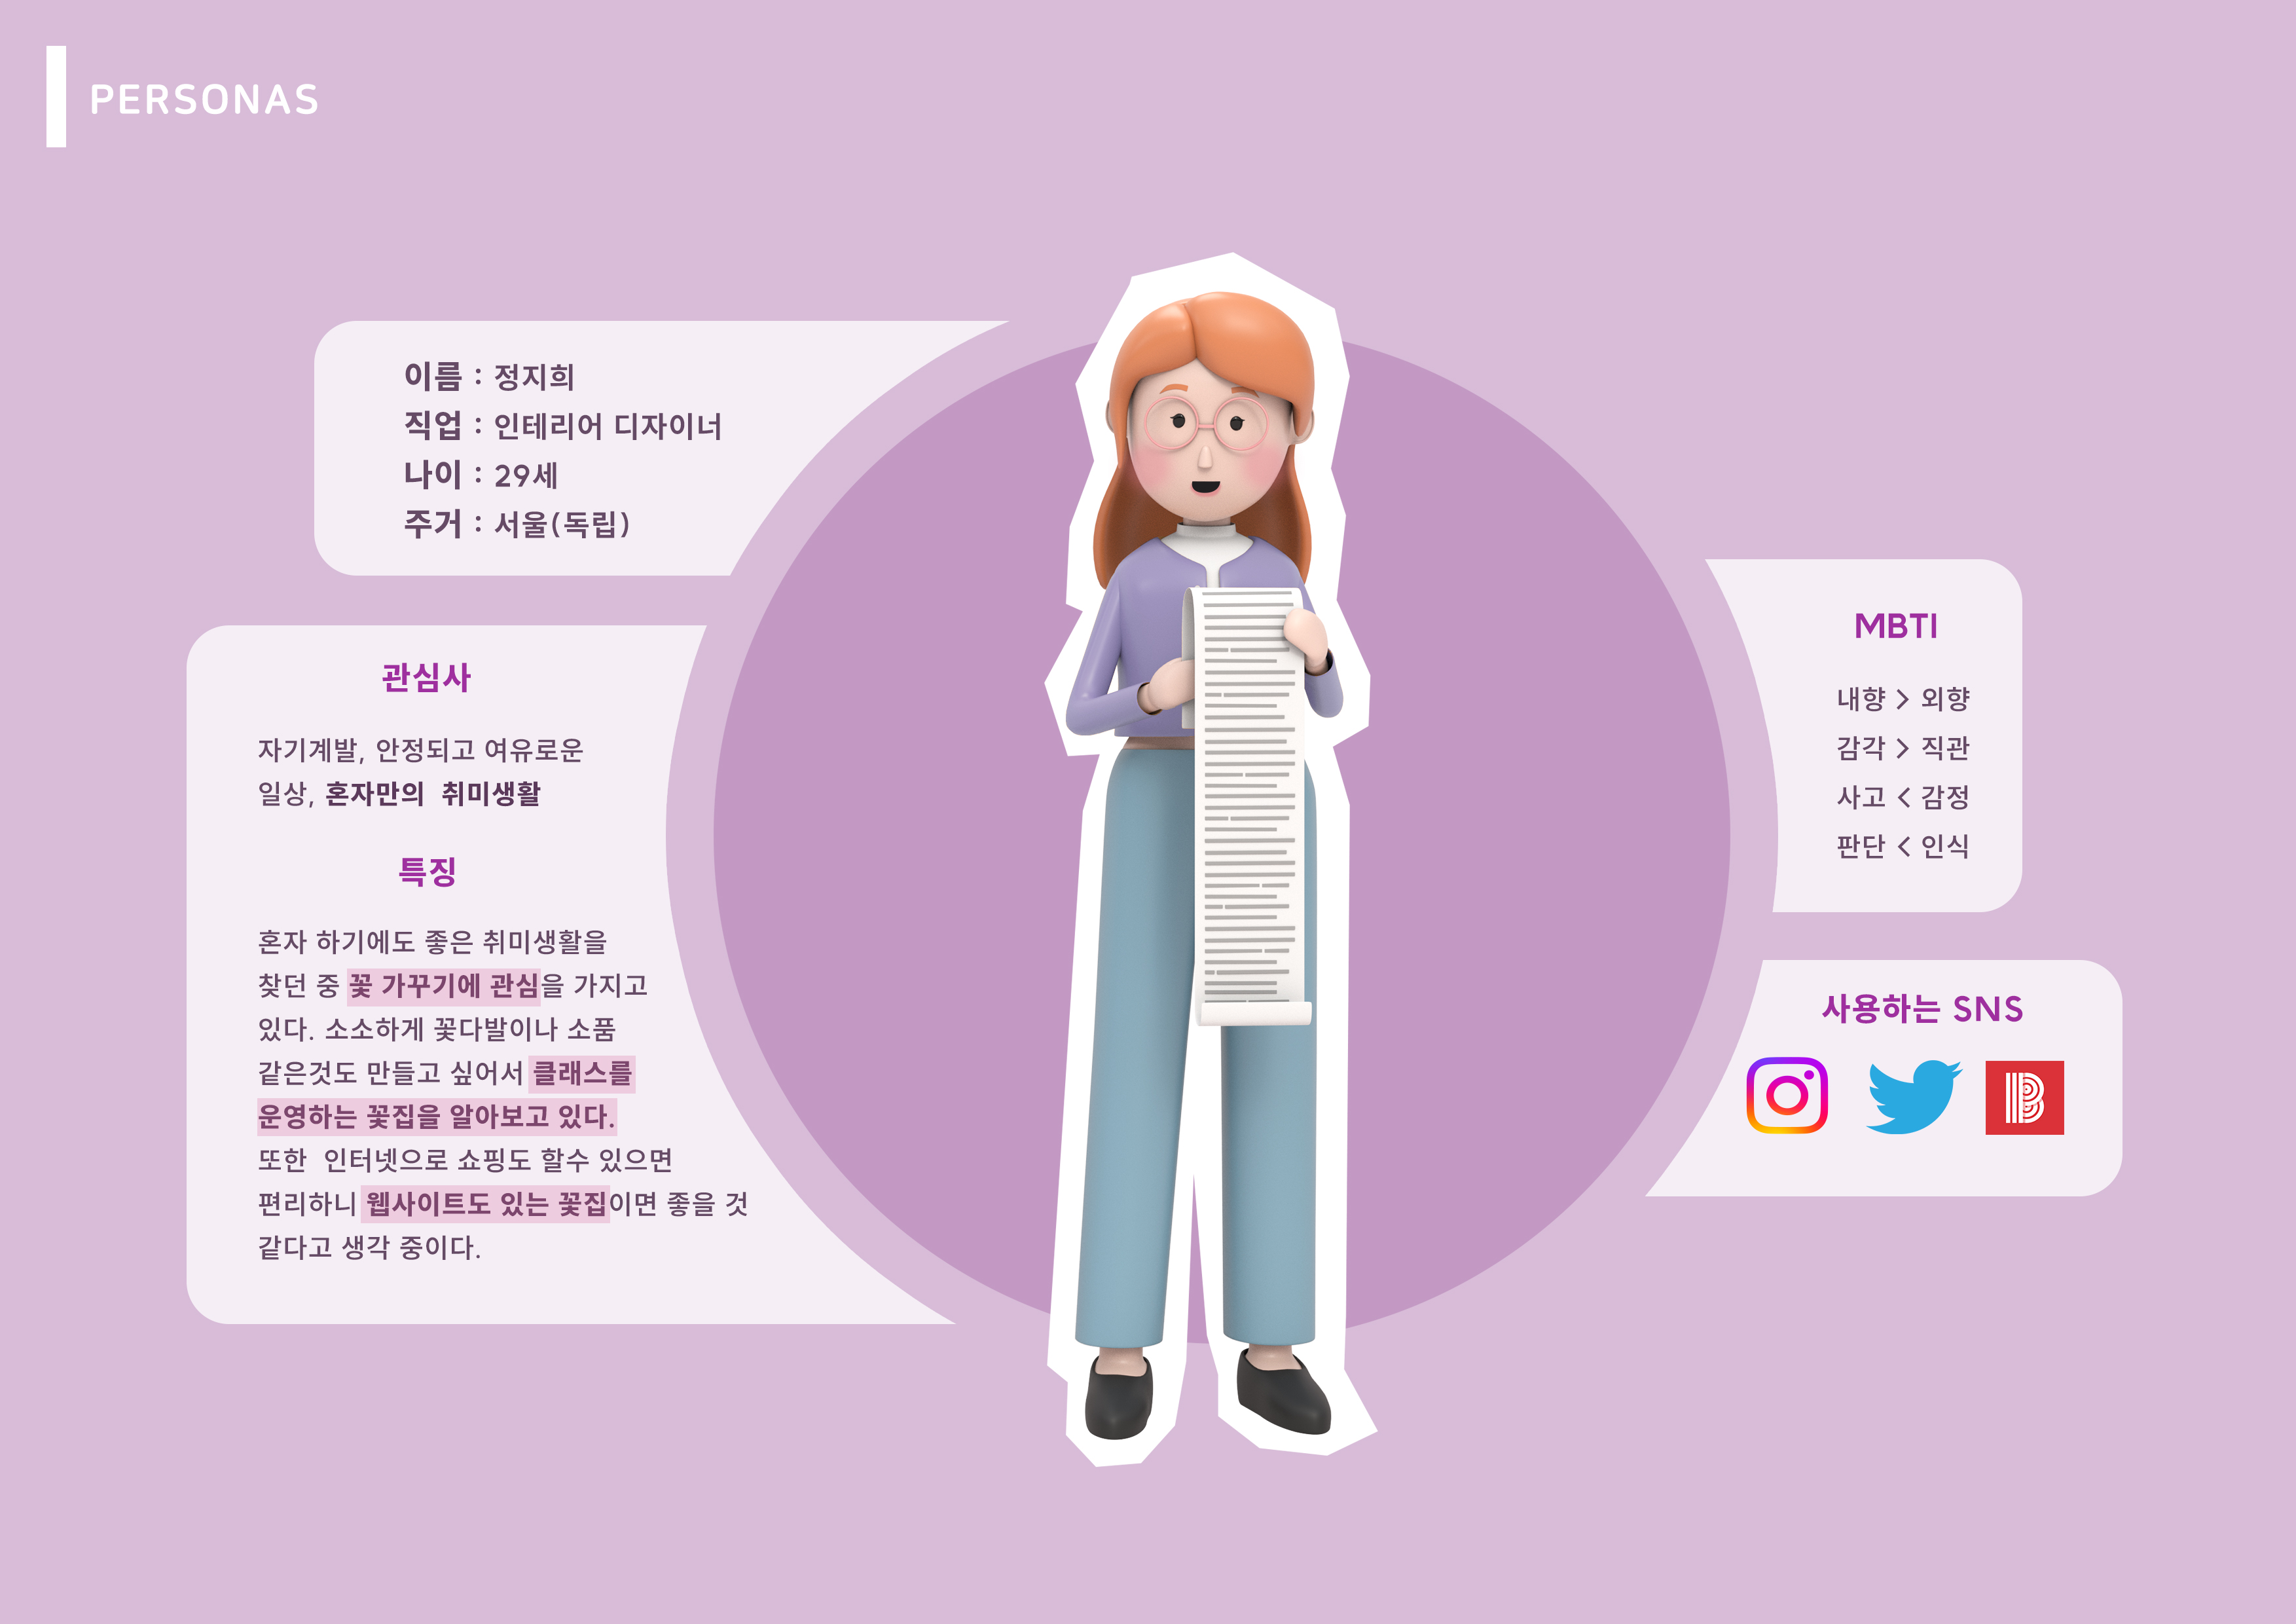 PERSONAS
이름 : 정지희
직업 : 인테리어 디자이너
나이 : 29세
주거 : 서울(독립)
관심사
자기계발, 안정되고 여유로운
일상, 혼자만의 취미생활
특징
혼자 하기에도 좋은 취미생활을
찾던 중 꽃 가꾸기에 관심을 가지고
있다. 소소하게 꽃다발이나 소품
같은것도 만들고 싶어서 클래스를
운영하는 꽃집을 알아보고 있다.
또한 인터넷으로 쇼핑도 할수 있으면
편리하니 웹사이트도 있는 꽃집이면 좋을 것
같다고 생각 중이다.
MBTI
내향 > 외향
감각 > 직관
사고 < 감정
판단 < 인식
사용하는 SNS
B